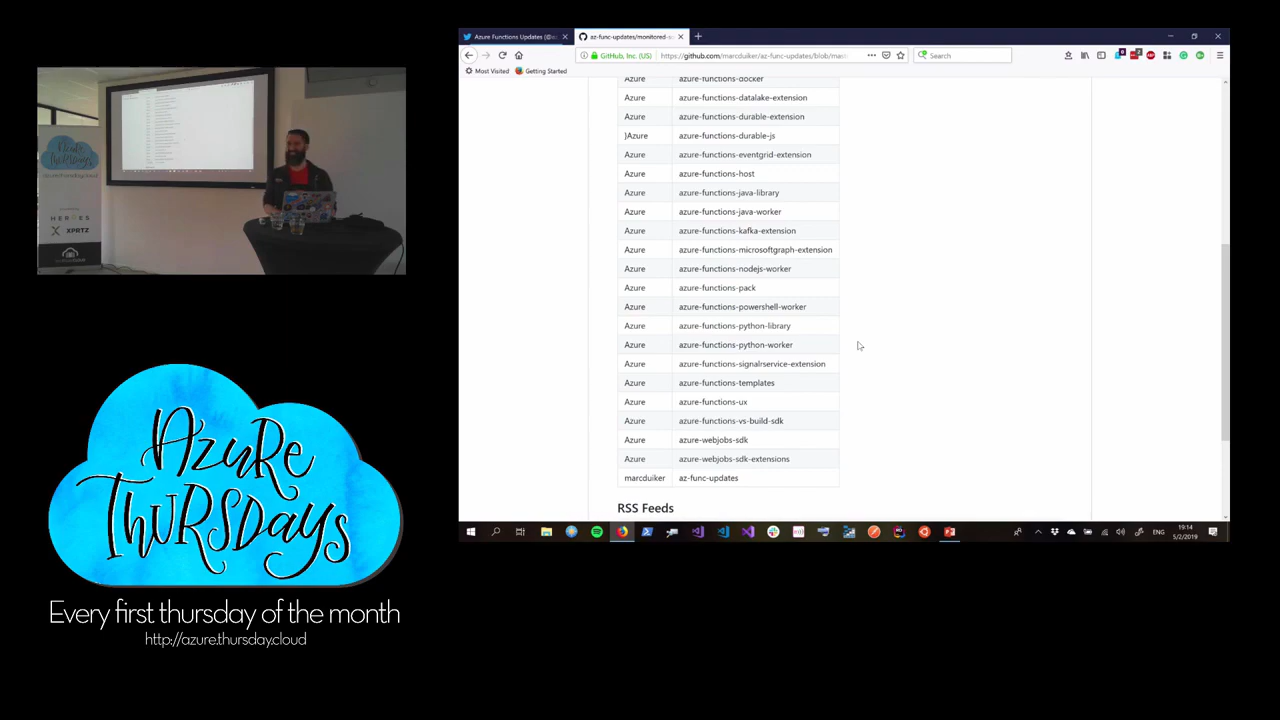 Azure Functions Updates (@az
az-func-updates/monitored-so
GitHub, Inc. (US)
https://github.com/marcduiker/az-func-updates/blob/mast
Search
Most Visited
Getting Started
Azure azure-functions-docker
Azure azure-functions-datalake-extension
Azure azure-functions-durable-extension
)Azure azure-functions-durable-js
Azure azure-functions-eventgrid-extension
Azure azure-functions-host
Azure azure-functions-java-library
Azure azure-functions-java-worker
Azure azure-functions-kafka-extension
Azure azure-functions-microsoftgraph-extension
Azure azure-functions-nodejs-worker
Azure azure-functions-pack
Azure azure-functions-powershell-worker
Azure azure-functions-python-library
Azure azure-functions-python-worker
Azure azure-functions-signalrservice-extension
Azure azure-functions-templates
Azure azure-functions-ux
Azure azure-functions-vs-build-sdk
Azure azure-webjobs-sdk
Azure azure-webjobs-sdk-extensions
marcduiker az-func-updates
RSS Feeds
ENG
19:14
5/2/2019
AZURE
THURSDAYS
HEROES
XPRTZ
AZuRe
THuRSDAyS
Every first thursday of the month
http://azure.thursday.cloud